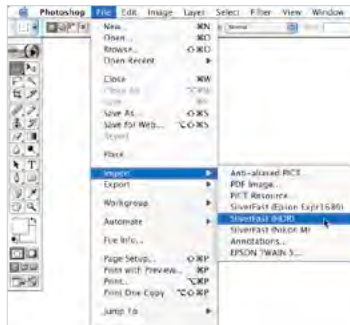 Photoshop File Edit Image Layer Select Filter View Window
New... ⌘N
Open... ⌘O
Browse... ⇧⌘O
Open Recent
Close ⌘W
Save As... ⇧⌘S
Save for Web... ⌥⇧⌘S
Revert
Place...
Import
Export
Workgroup
Automate
File Info...
Page Setup... ⇧⌘P
Print with Preview... ⌘P
Print... ⌥⌘P
Print One Copy ⌥⇧⌘P
Jump To
Anti-aliased PICT...
PDF Image...
PICT Resource...
SilverFast (Epson Expr1680)
SilverFast (HDR)
SilverFast (Nikon M)
Annotations...
EPSON TWAIN 5...